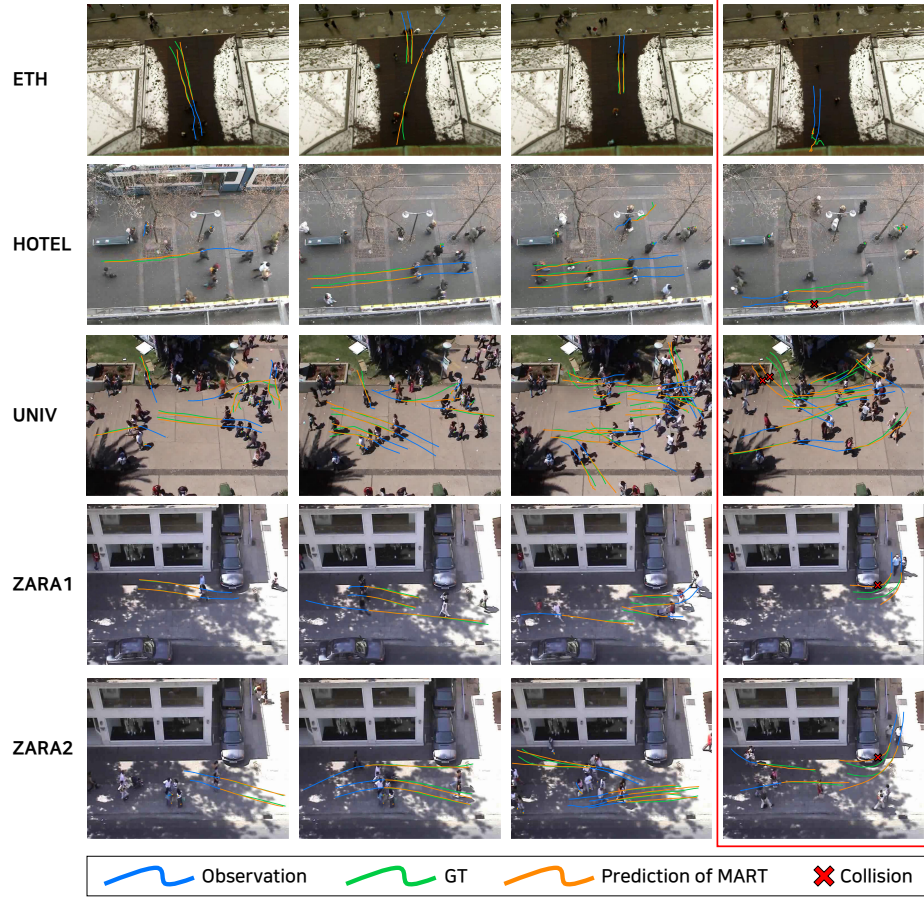 ETH
HOTEL
UNIV
ZARA1
ZARA2
Observation GT Prediction of MART Collision